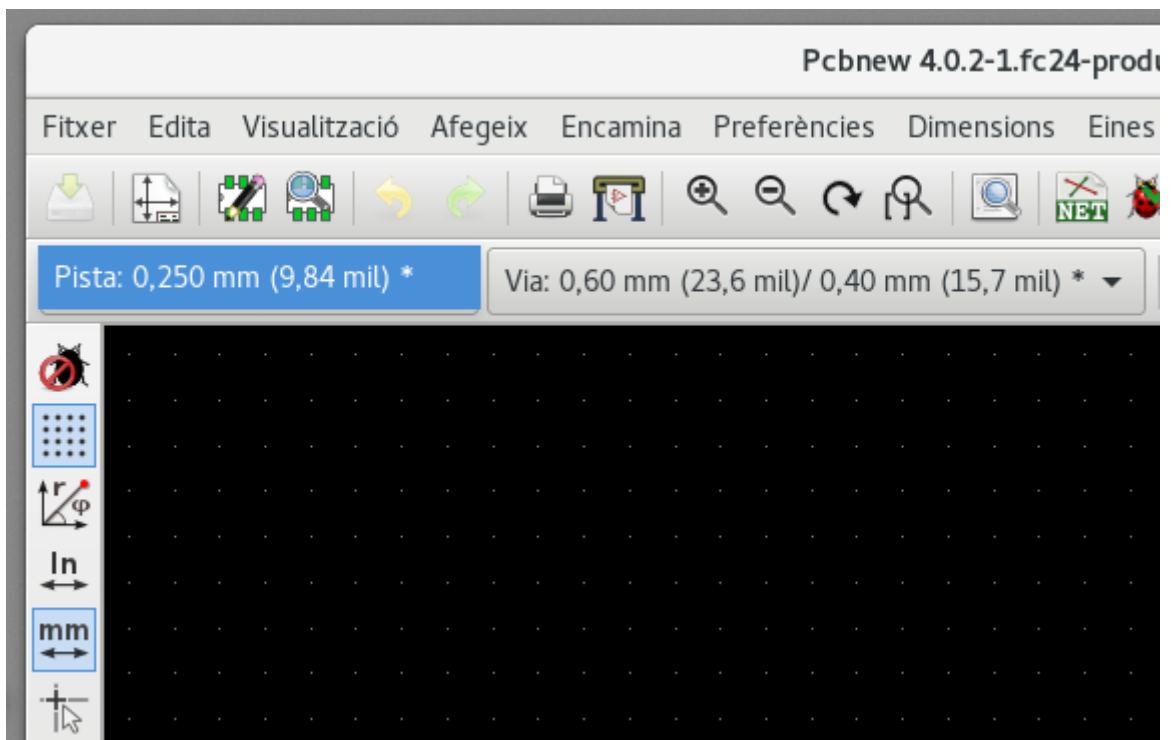 Pcbnew 4.0.2-1.fc24-produ
Fitxer Edita Visualització Afegeix Encamina Preferències Dimensions Eines
NET
Pista: 0,250 mm (9,84 mil) * Via: 0,60 mm (23,6 mil)/ 0,40 mm (15,7 mil) *
r φ
In
mm